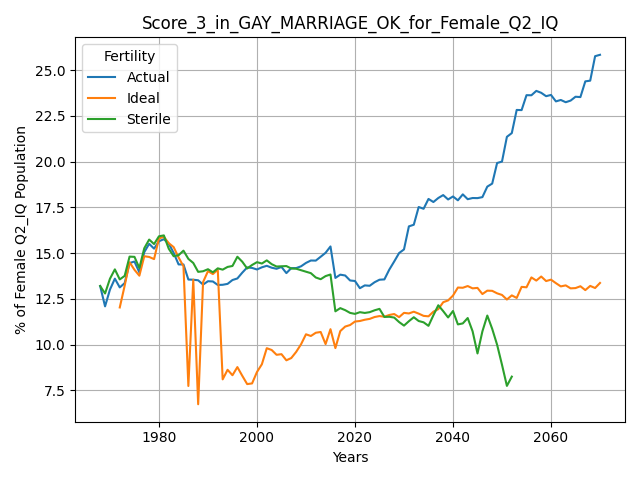 Score_3_in_GAY_MARRIAGE_OK_for_Female_Q2_IQ
Fertility
Actual
Ideal
Sterile
% of Female Q2_IQ Population
25.0
22.5
20.0
17.5
15.0
12.5
10.0
7.5
1980
2000
2020
2040
2060
Years